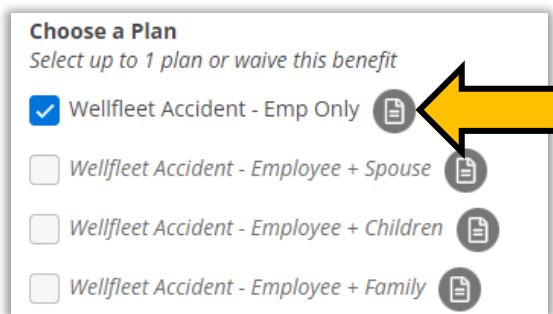 Choose a Plan
Select up to 1 plan or waive this benefit
Wellfleet Accident - Emp Only
Wellfleet Accident - Employee + Spouse
Wellfleet Accident - Employee + Children
Wellfleet Accident - Employee + Family